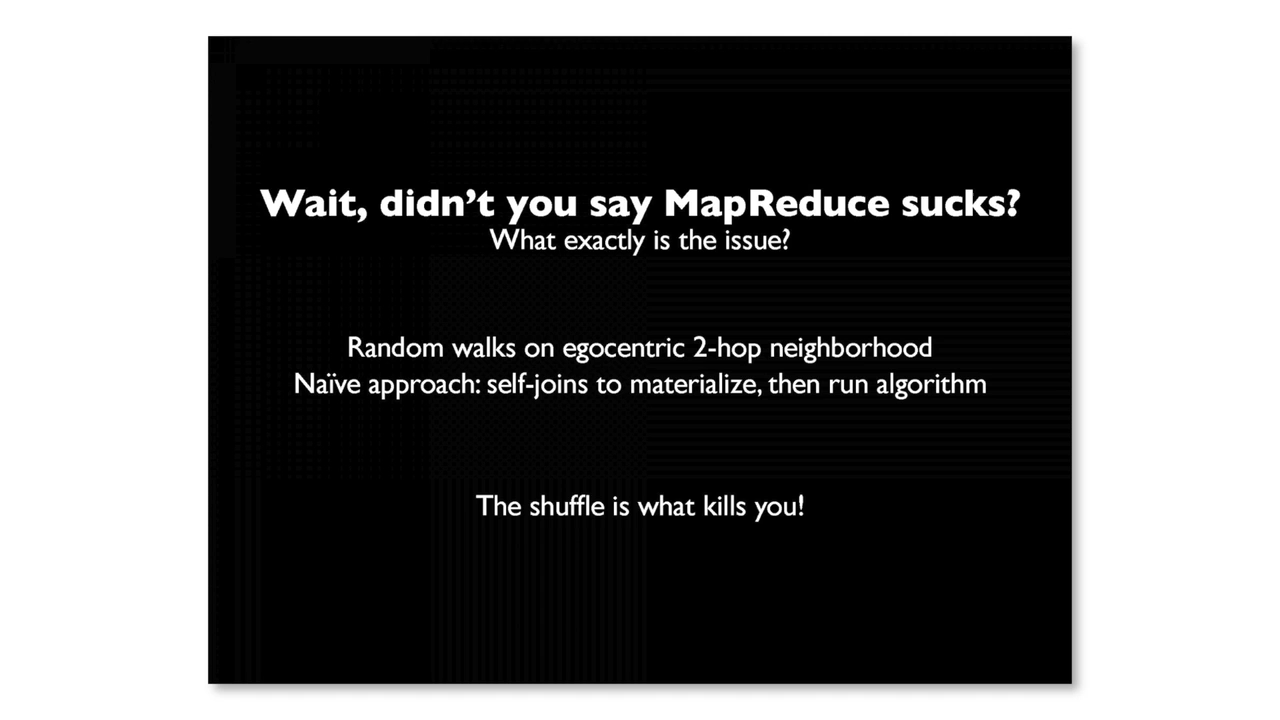 Wait, didn’t you say MapReduce sucks?
What exactly is the issue?
Random walks on egocentric 2-hop neighborhood
Naïve approach: self-joins to materialize, then run algorithm
The shuffle is what kills you!